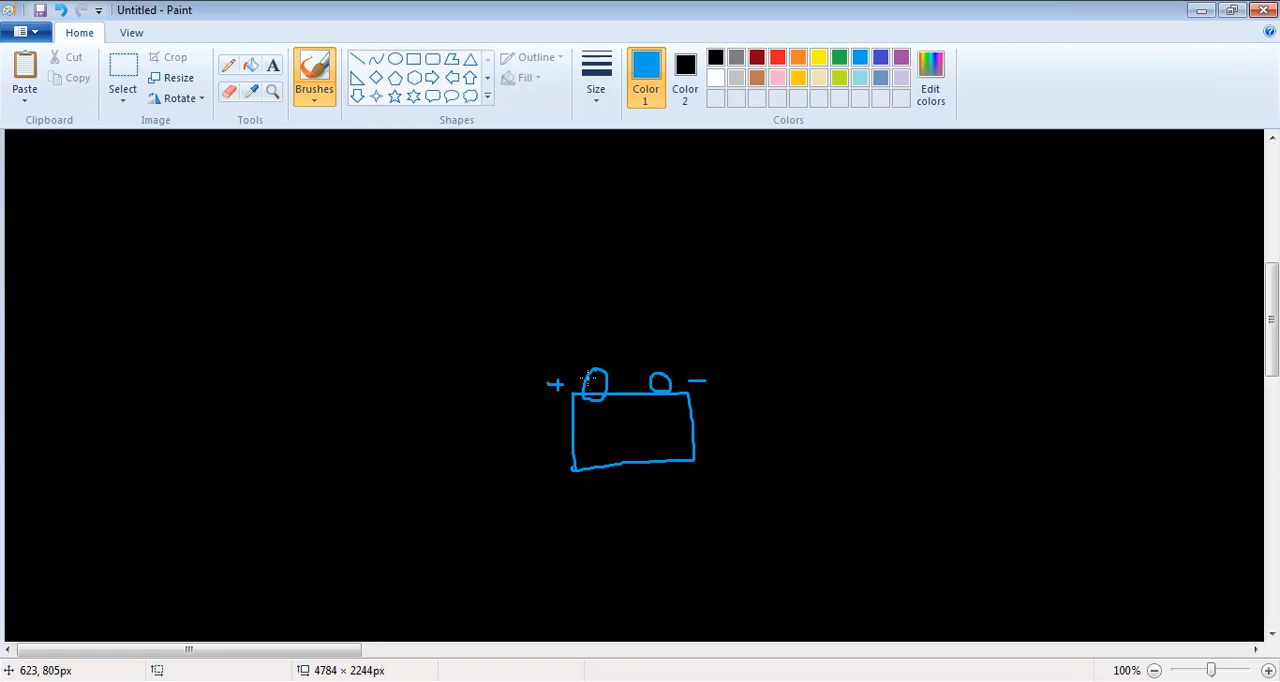 Untitled - Paint
Home
View
Paste
Cut
Copy
Clipboard
Select
Crop
Resize
Rotate
Image
A
Tools
Brushes
Outline
Fill
Shapes
Size
Color 1
Color 2
Edit colors
Colors
+ −
623, 805px
4784 × 2244px
100%